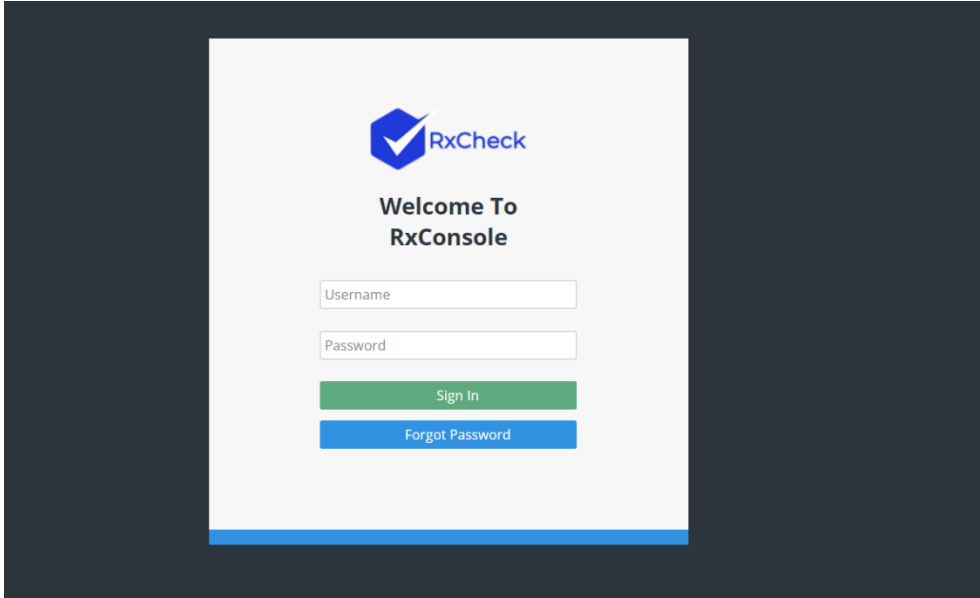 RxCheck
Welcome To
RxConsole
Username
Password
Sign In
Forgot Password